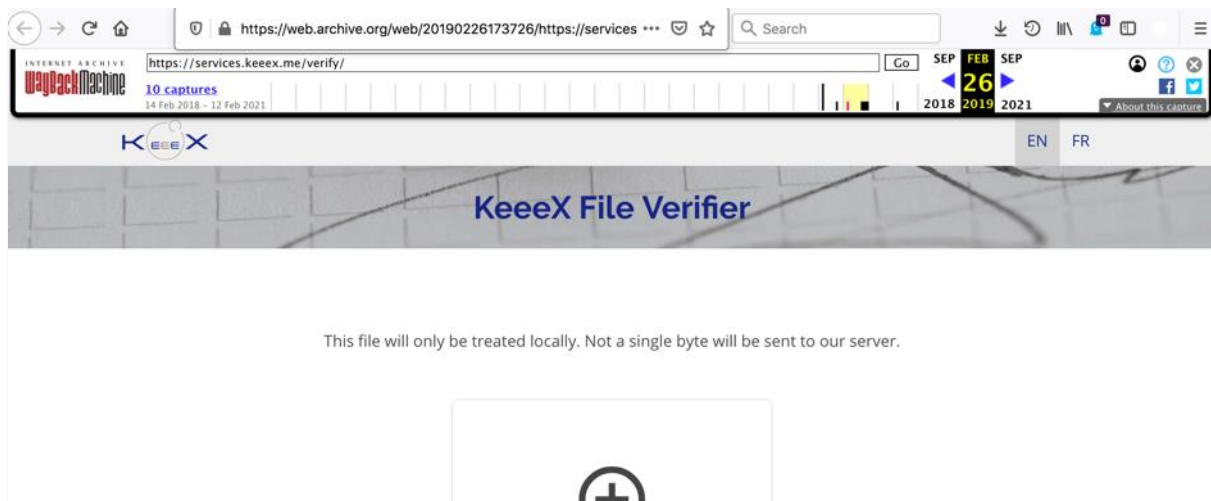 https://web.archive.org/web/20190226173726/https://services ••• Search
INTERNET ARCHIVE
WayBackMachine
https://services.keeex.me/verify/ Go SEP FEB SEP
10 captures 26
14 Feb 2018 - 12 Feb 2021 2018 2019 2021 About this capture
KEEEX EN FR
KeeeX File Verifier
This file will only be treated locally. Not a single byte will be sent to our server.